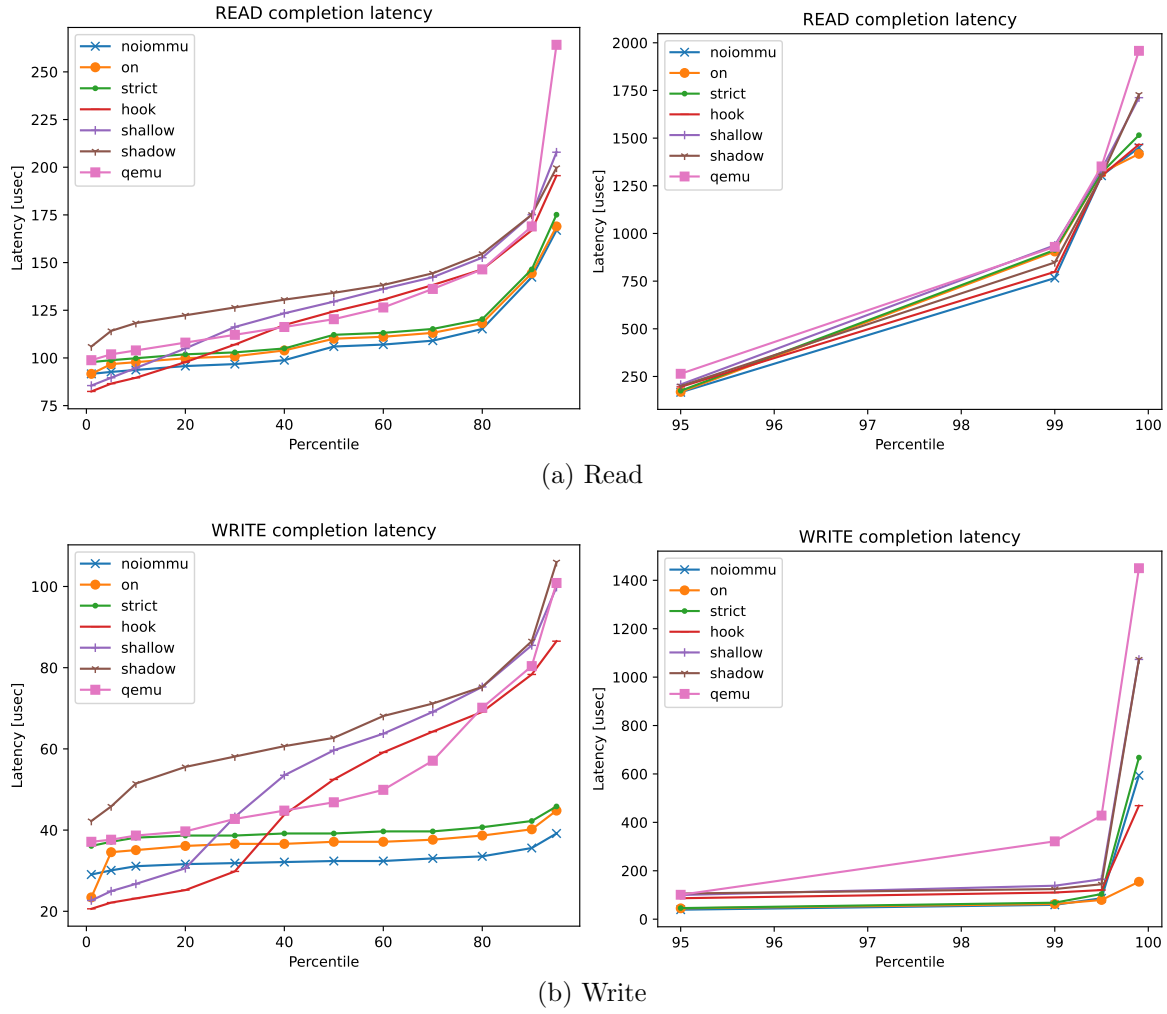 READ completion latency
250
225
200
175
150
125
100
75
Latency [usec]
noiommu
on
strict
hook
shallow
shadow
qemu
0 20 40 60 80
Percentile
READ completion latency
2000
1750
1500
1250
1000
750
500
250
Latency [usec]
noiommu
on
strict
hook
shallow
shadow
qemu
95 96 97 98 99 100
Percentile
(a) Read
WRITE completion latency
100
80
60
40
20
Latency [usec]
noiommu
on
strict
hook
shallow
shadow
qemu
0 20 40 60 80
Percentile
WRITE completion latency
1400
1200
1000
800
600
400
200
0
Latency [usec]
noiommu
on
strict
hook
shallow
shadow
qemu
95 96 97 98 99 100
Percentile
(b) Write